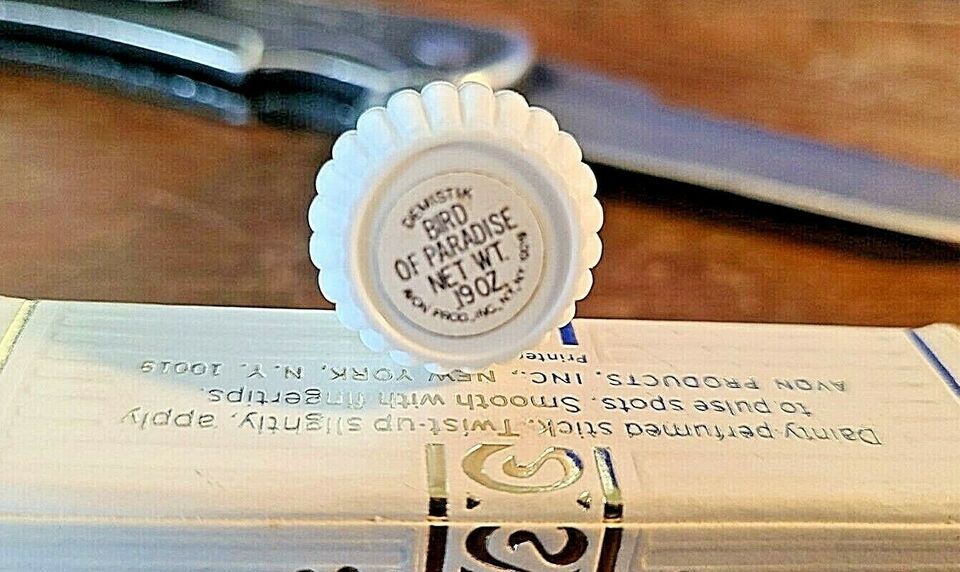 DEMISTIK
BIRD
OF PARADISE
NET WT.
.19 OZ.
AVON PROD., INC., N.Y., N.Y.
Dainty perfumed stick. Twist-up slightly, apply
to pulse spots. Smooth with fingertips.
AVON PRODUCTS, INC., NEW YORK, N.Y. 10019